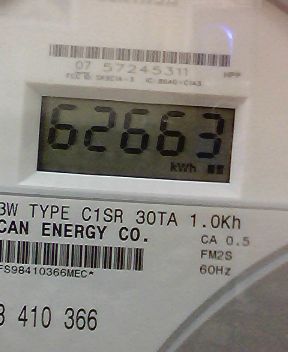 07 57245311
HPP
62663
kWh
3W TYPE C1SR 30TA 1.0Kh
CAN ENERGY CO.
CA 0.5
FM2S
60Hz
FS98410366MEC*
410 366